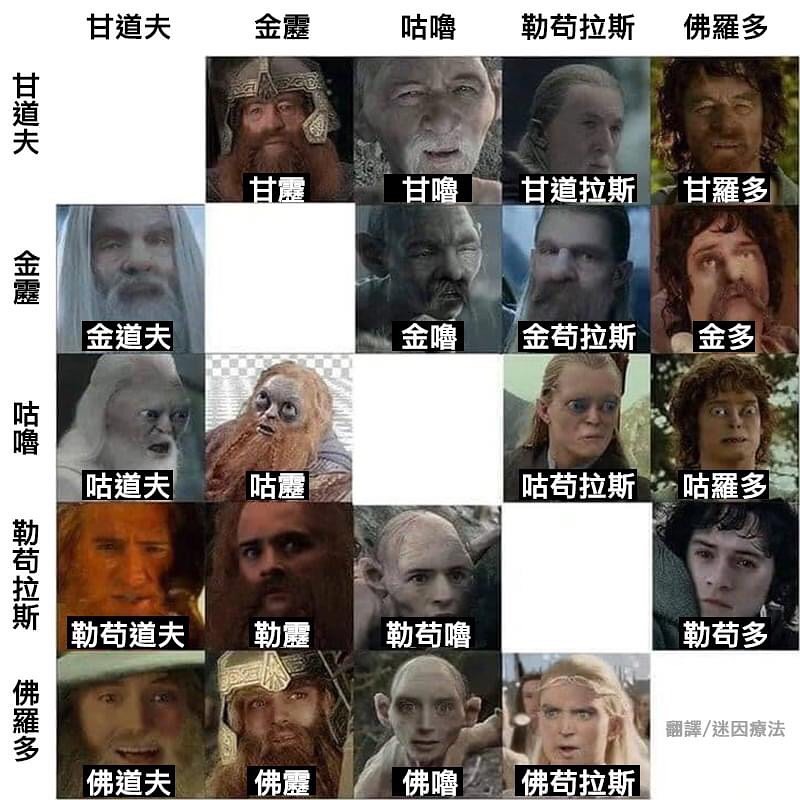 甘道夫 金靂 咕嚕 勒苟拉斯 佛羅多
甘道夫
甘靂 甘嚕 甘道拉斯 甘羅多
金靂
金道夫 金嚕 金苟拉斯 金多
咕嚕
咕道夫 咕靂 咕苟拉斯 咕羅多
勒苟拉斯
勒苟道夫 勒靂 勒苟嚕 勒苟多
佛羅多
佛道夫 佛靂 佛嚕 佛苟拉斯
翻譯/迷因療法